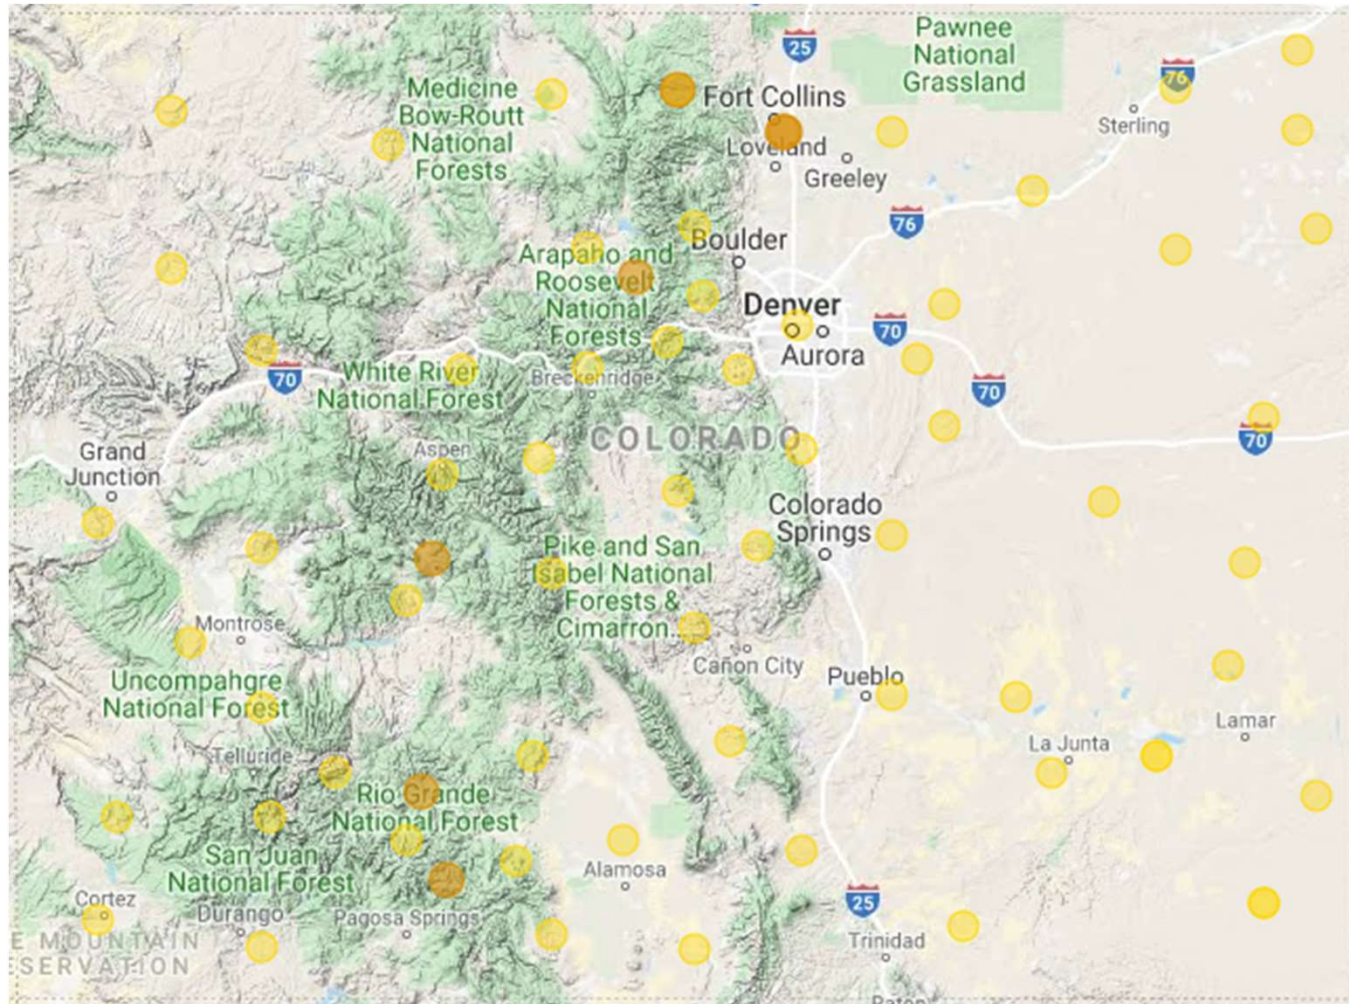 25
Pawnee
National
Grassland
76
Medicine
Bow-Routt
National
Forests
Fort Collins
Sterling
Loveland
Greeley
76
Boulder
Arapaho and
Roosevelt
National
Forests
Denver
70
Aurora
70
White River
National Forest
Breckenridge
70
COLORADO
70
Grand
Junction
Aspen
Colorado
Springs
Pike and San
Isabel National
Forests &
Cimarron...
Montrose
Cañon City
Pueblo
Uncompahgre
National Forest
Lamar
La Junta
Telluride
Rio Grande
National Forest
San Juan
National Forest
Alamosa
Cortez
Durango
Pagosa Springs
25
E MOUNTAIN
SERVATION
Trinidad
Raton